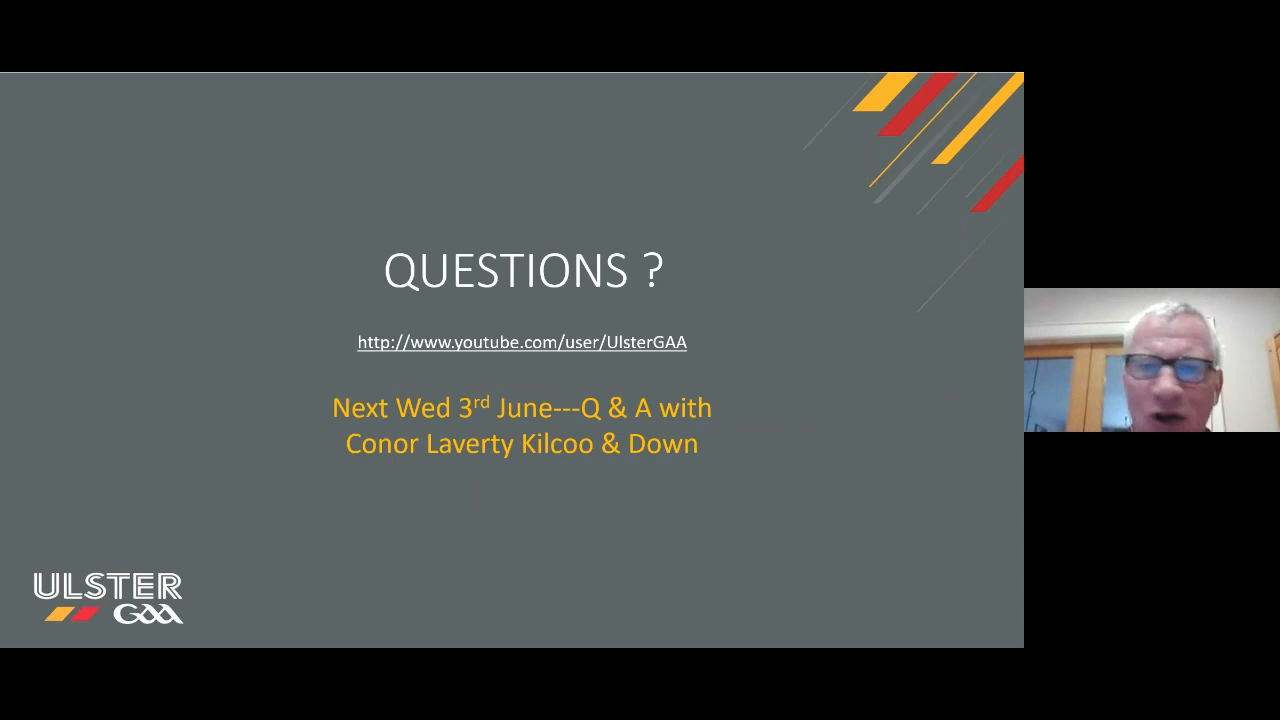 QUESTIONS ?
http://www.youtube.com/user/UlsterGAA
Next Wed 3rd June---Q & A with
Conor Laverty Kilcoo & Down
ULSTER
GAA